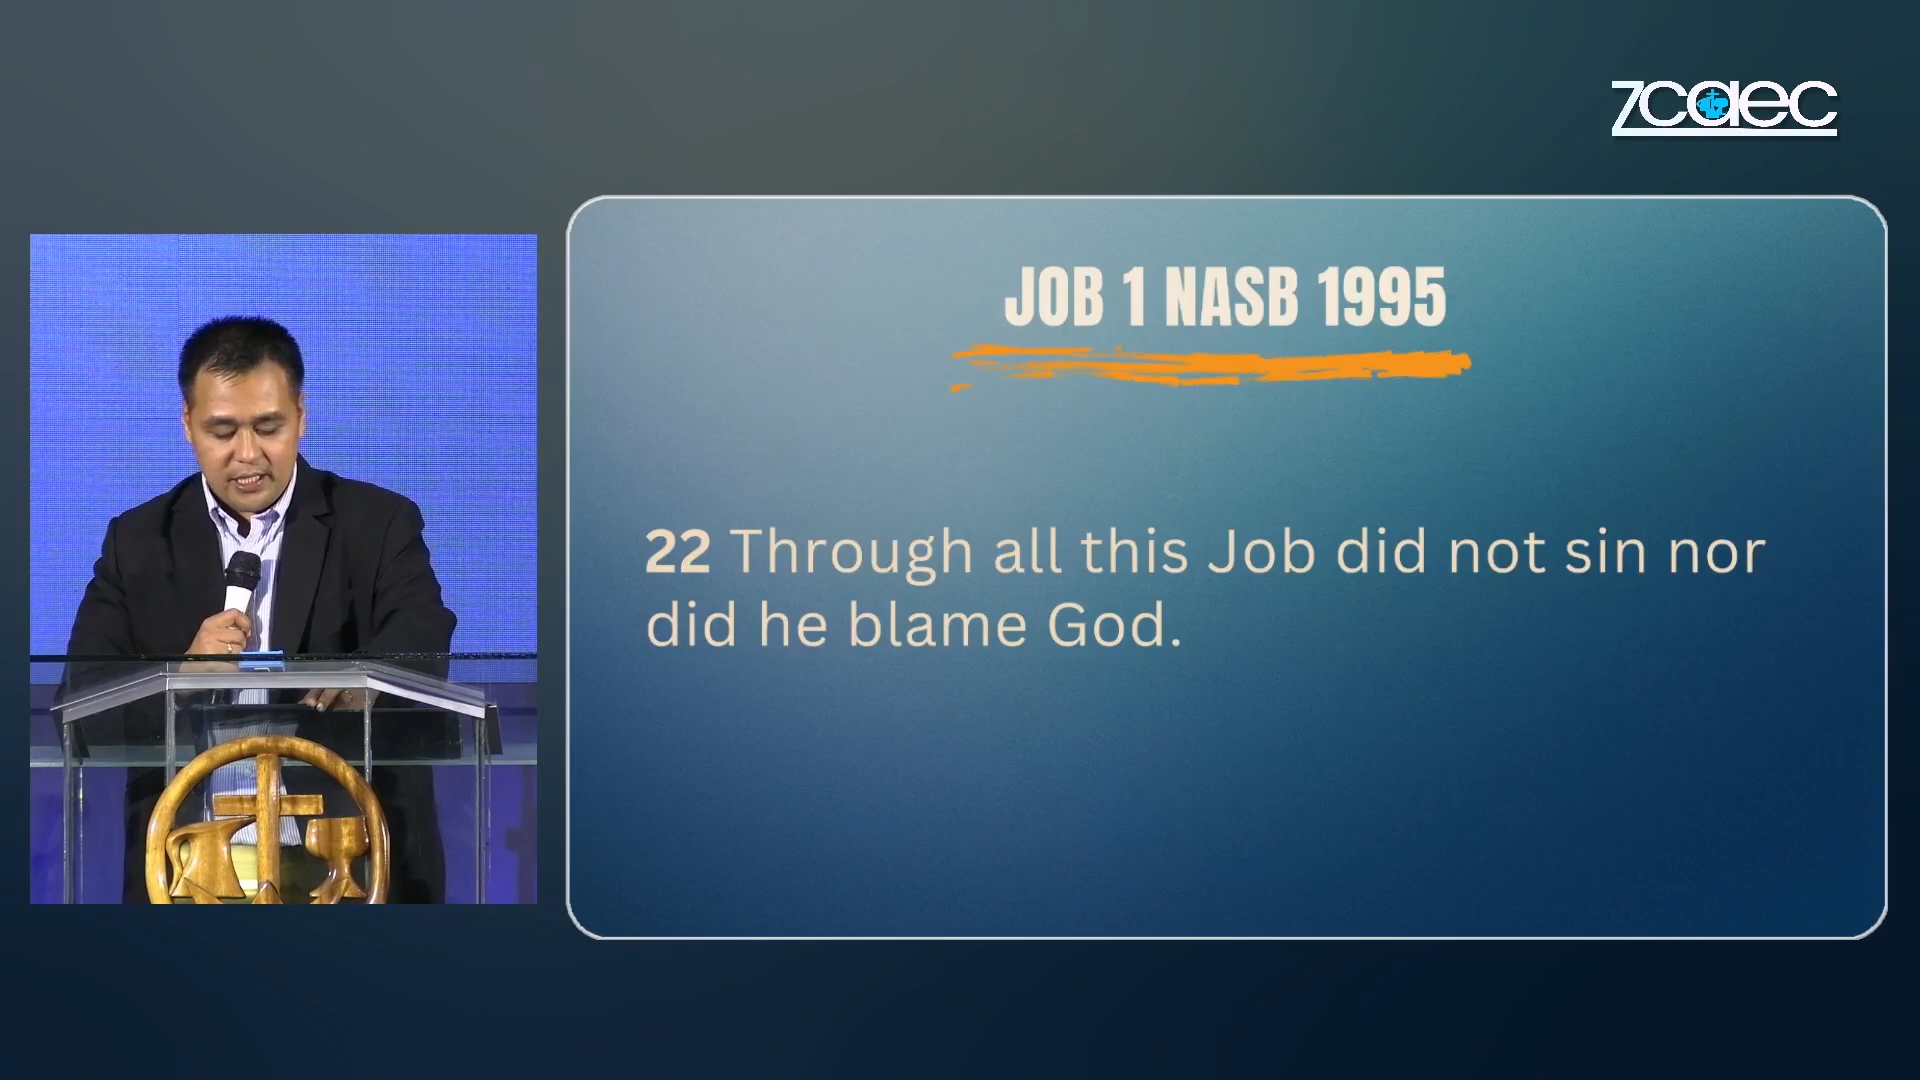 zcaec
JOB 1 NASB 1995
22 Through all this Job did not sin nor
did he blame God.